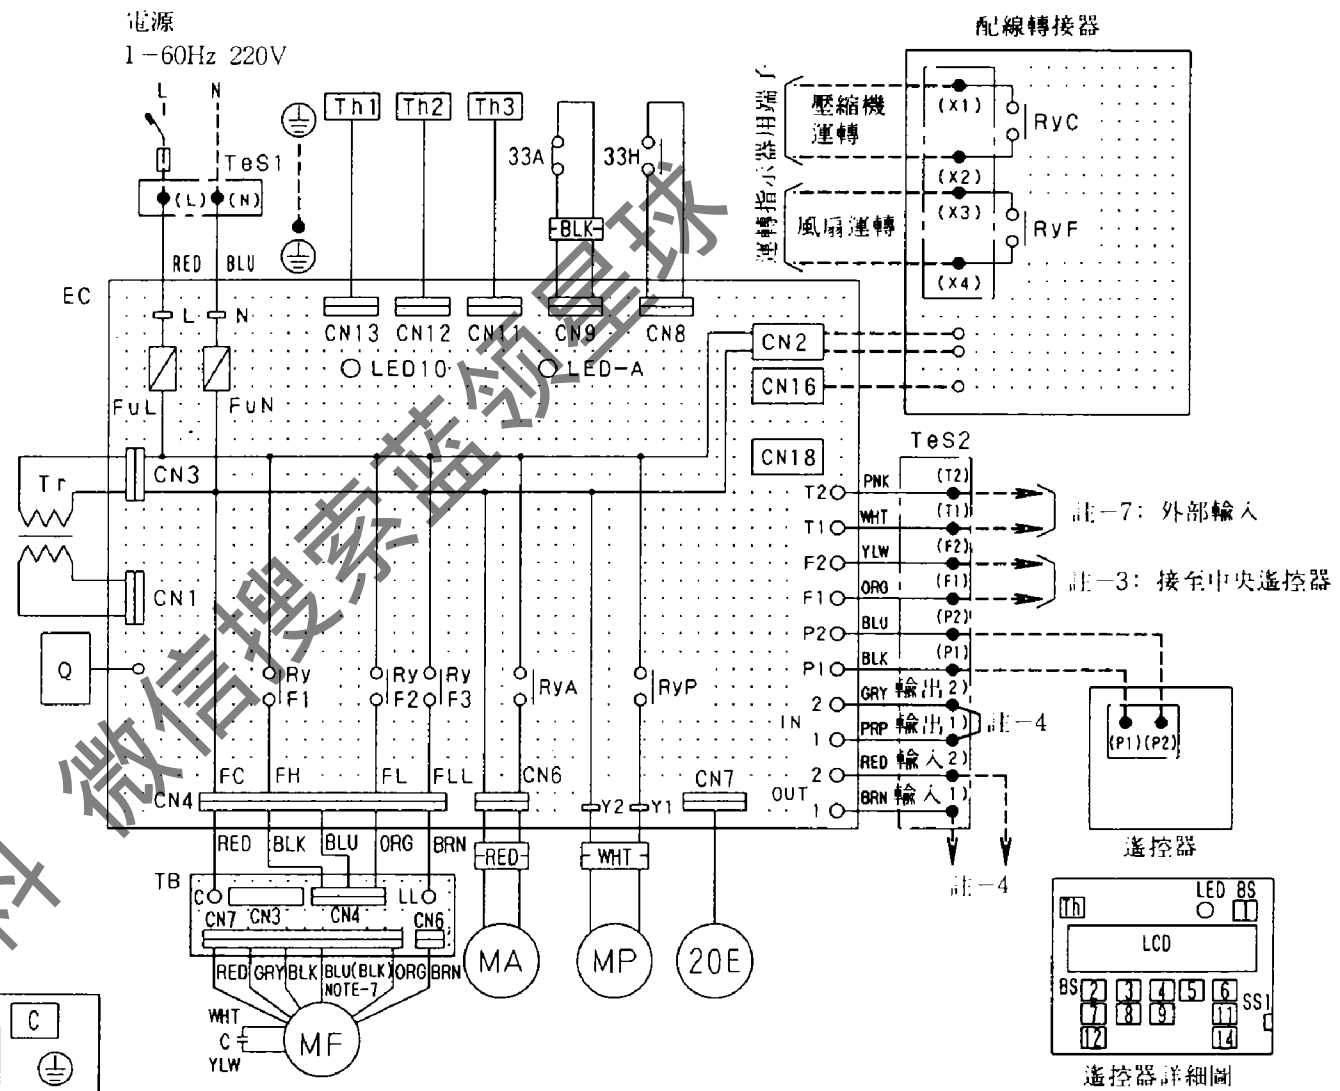 電源
1-60Hz 220V
L
N
TeS1
(L)
(N)
RED
BLU
EC
L
N
FuL
FuN
Th1
Th2
Th3
33A
33H
BLK
CN13
CN12
CN11
CN9
CN8
LED10
LED-A
配線轉接器
運轉指示器用端子
壓縮機
運轉
風扇運轉
(X1)
(X2)
(X3)
(X4)
RyC
RyF
CN2
CN16
CN18
Tr
CN3
CN1
Q
Ry
F1
Ry
F2
Ry
F3
RyA
RyP
TeS2
T2
PNK
(T2)
T1
WHT
(T1)
註-7: 外部輸入
F2
YLW
(F2)
F1
ORG
(F1)
註-3: 接至中央遙控器
P2
BLU
(P2)
P1
BLK
(P1)
IN
2
GRY
輸出2)
1
PRP
輸出1)
註-4
OUT
2
RED
輸入2)
1
BRN
輸入1)
註-4
(P1)(P2)
遙控器
FC
FH
FL
FLL
CN4
CN6
Y2
Y1
CN7
RED
BLK
BLU
ORG
BRN
RED
WHT
TB
C
CN7
CN3
CN4
LL
CN6
RED
GRY
BLK
BLU(BLK)
ORG
BRN
NOTE-7
WHT
C
YLW
MF
MA
MP
20E
C
Th
LED
BS
1
LCD
BS
2
3
4
5
6
7
8
9
11
12
14
SS1
遙控器詳細圖
微信搜索蓝领星球
料